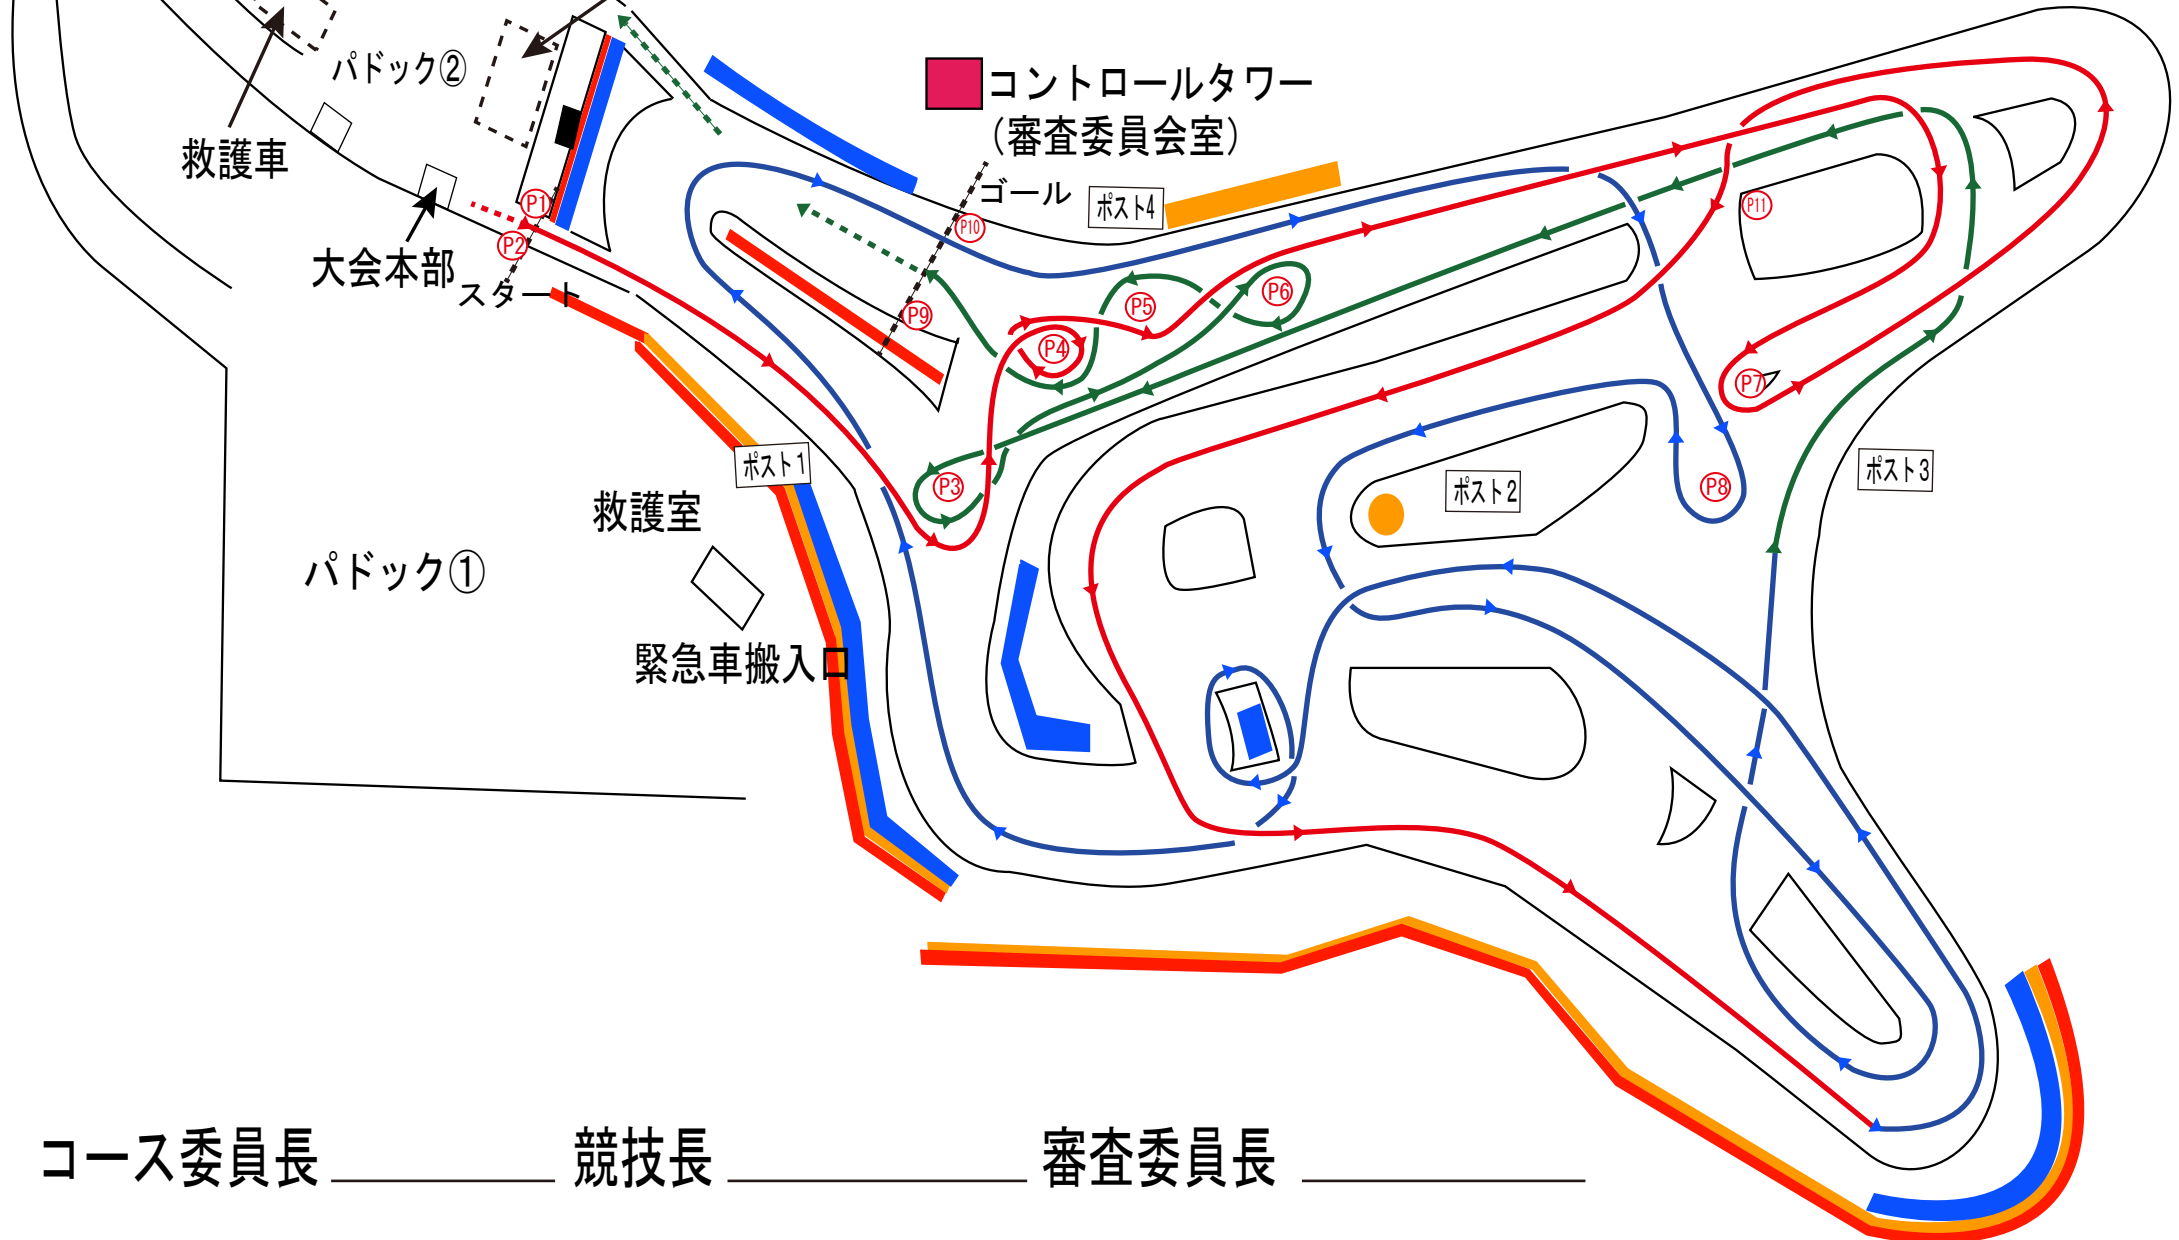 パドック②
コントロールタワー
(審査委員会室)
救護車
ゴール
ポスト4
P1
P2
P10
P11
大会本部
スタート
P9
P5
P6
P4
P7
ポスト1
P3
P8
ポスト2
ポスト3
救護室
パドック①
緊急車搬入口
コース委員長
競技長
審査委員長